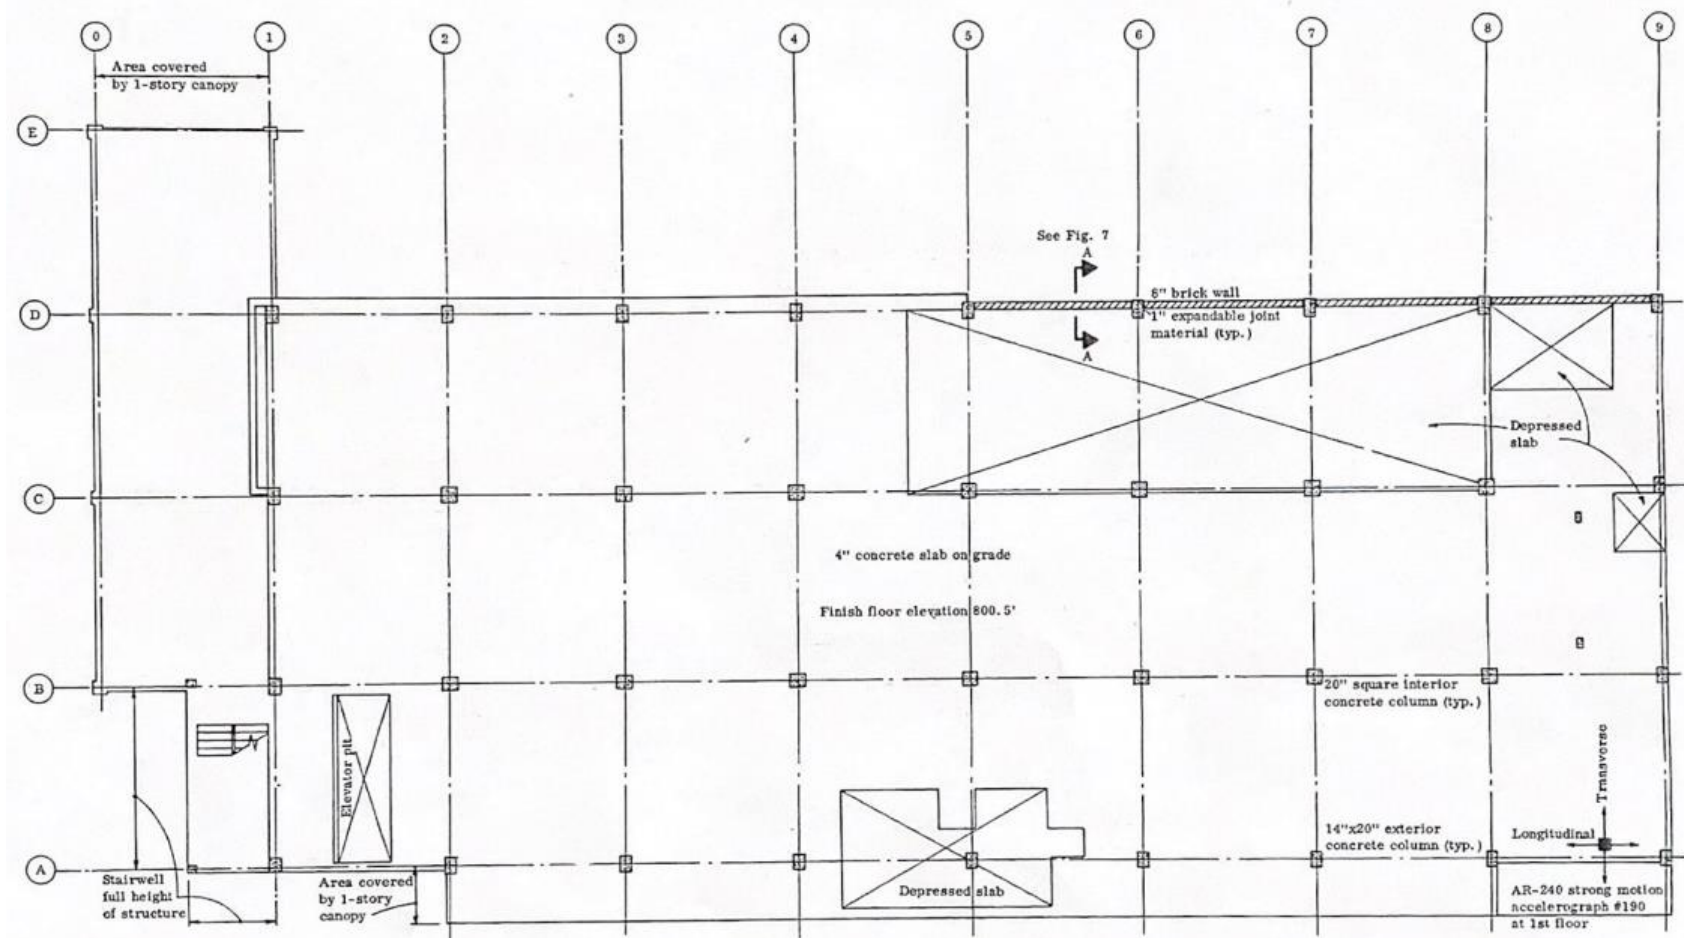 0 1 2 3 4 5 6 7 8 9
Area covered
by 1-story canopy
E
See Fig. 7
A
D
8" brick wall
1" expandable joint
material (typ.)
A
Depressed
slab
C
4" concrete slab on grade
Finish floor elevation 800.5'
B
20" square interior
concrete column (typ.)
Elevator pit
Transverse
14"x20" exterior
concrete column (typ.)
Longitudinal
A
Stairwell
full height
of structure
Area covered
by 1-story
canopy
Depressed slab
AR-240 strong motion
accelerograph #190
at 1st floor